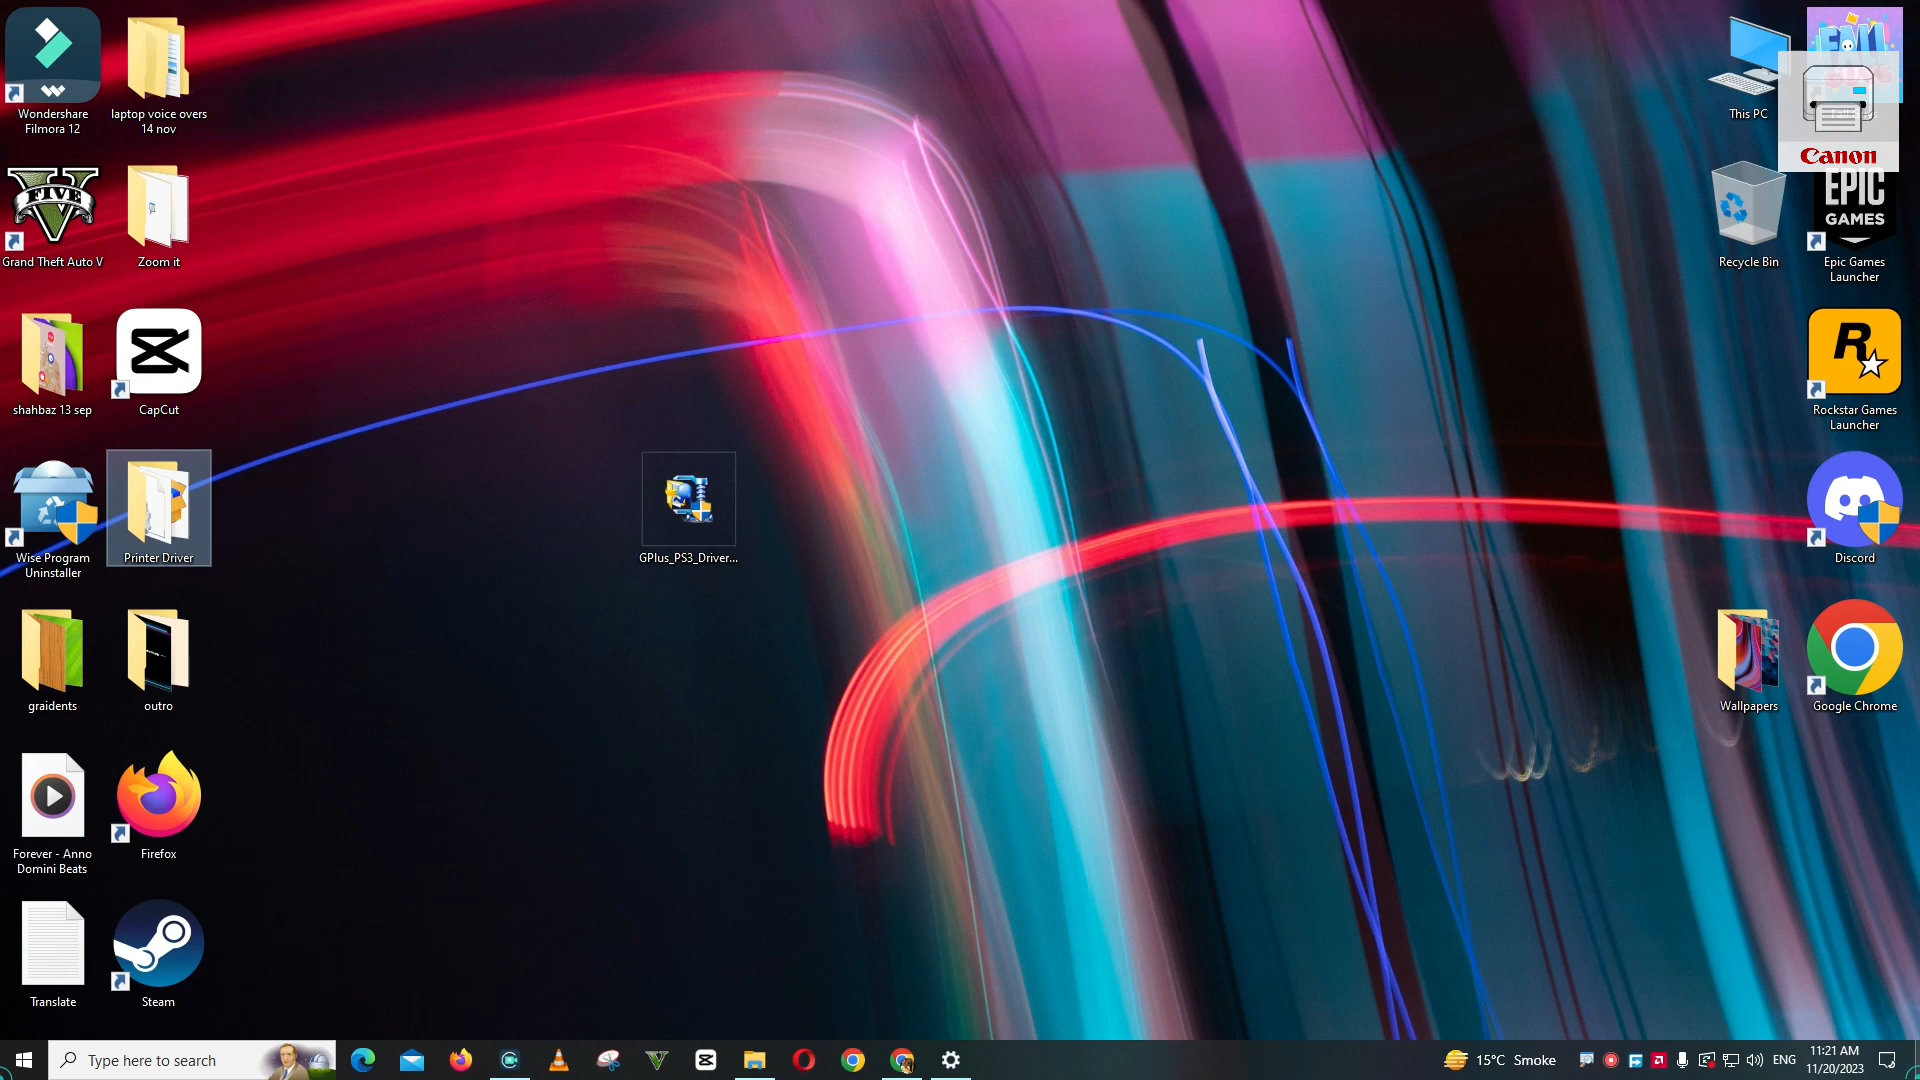 Wondershare
Filmora 12
laptop voice overs
14 nov
FIVE
Grand Theft Auto V
Zoom it
shahbaz 13 sep
CapCut
Wise Program
Uninstaller
Printer Driver
graidents
outro
Forever - Anno
Domini Beats
Firefox
Translate
Steam
GPlus_PS3_Driver...
This PC
Canon
Recycle Bin
EPIC
GAMES
Epic Games
Launcher
R
Rockstar Games
Launcher
Discord
Wallpapers
Google Chrome
Type here to search
15°C Smoke
ENG
11:21 AM
11/20/2023